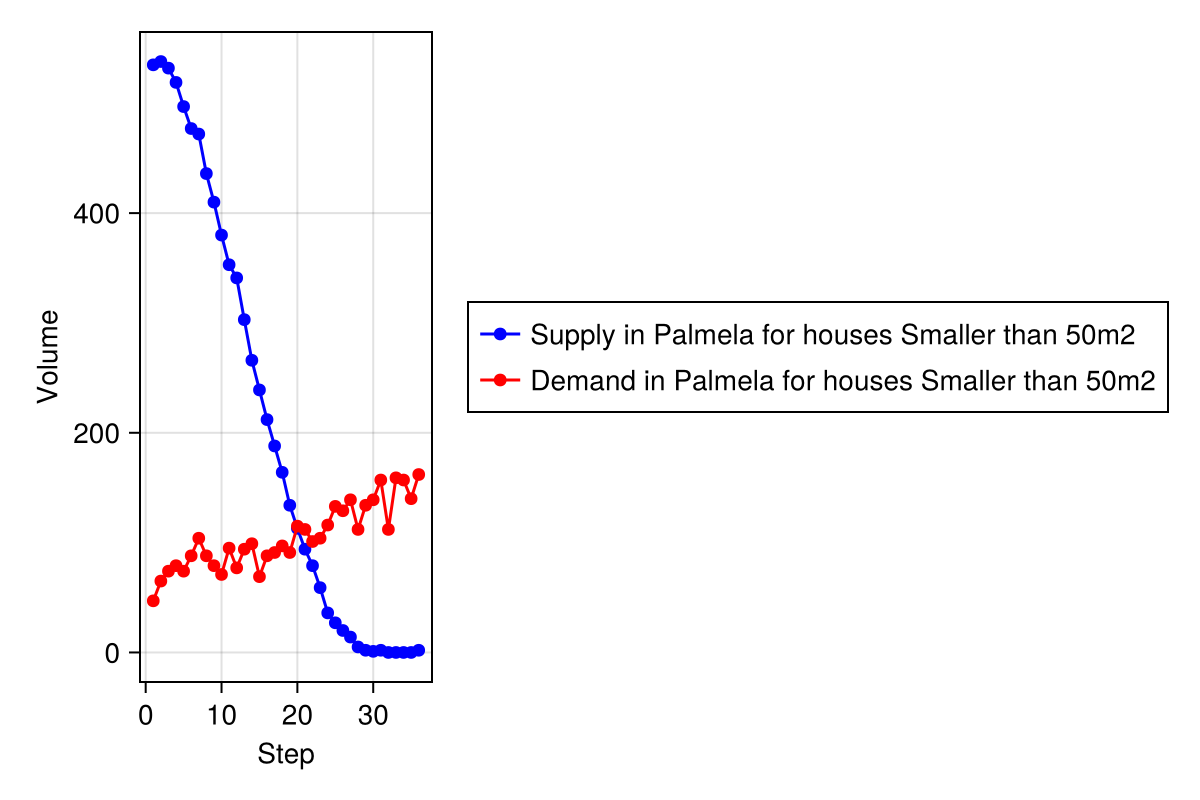 400
200
0
0 10 20 30
Volume
Step
Supply in Palmela for houses Smaller than 50m2
Demand in Palmela for houses Smaller than 50m2